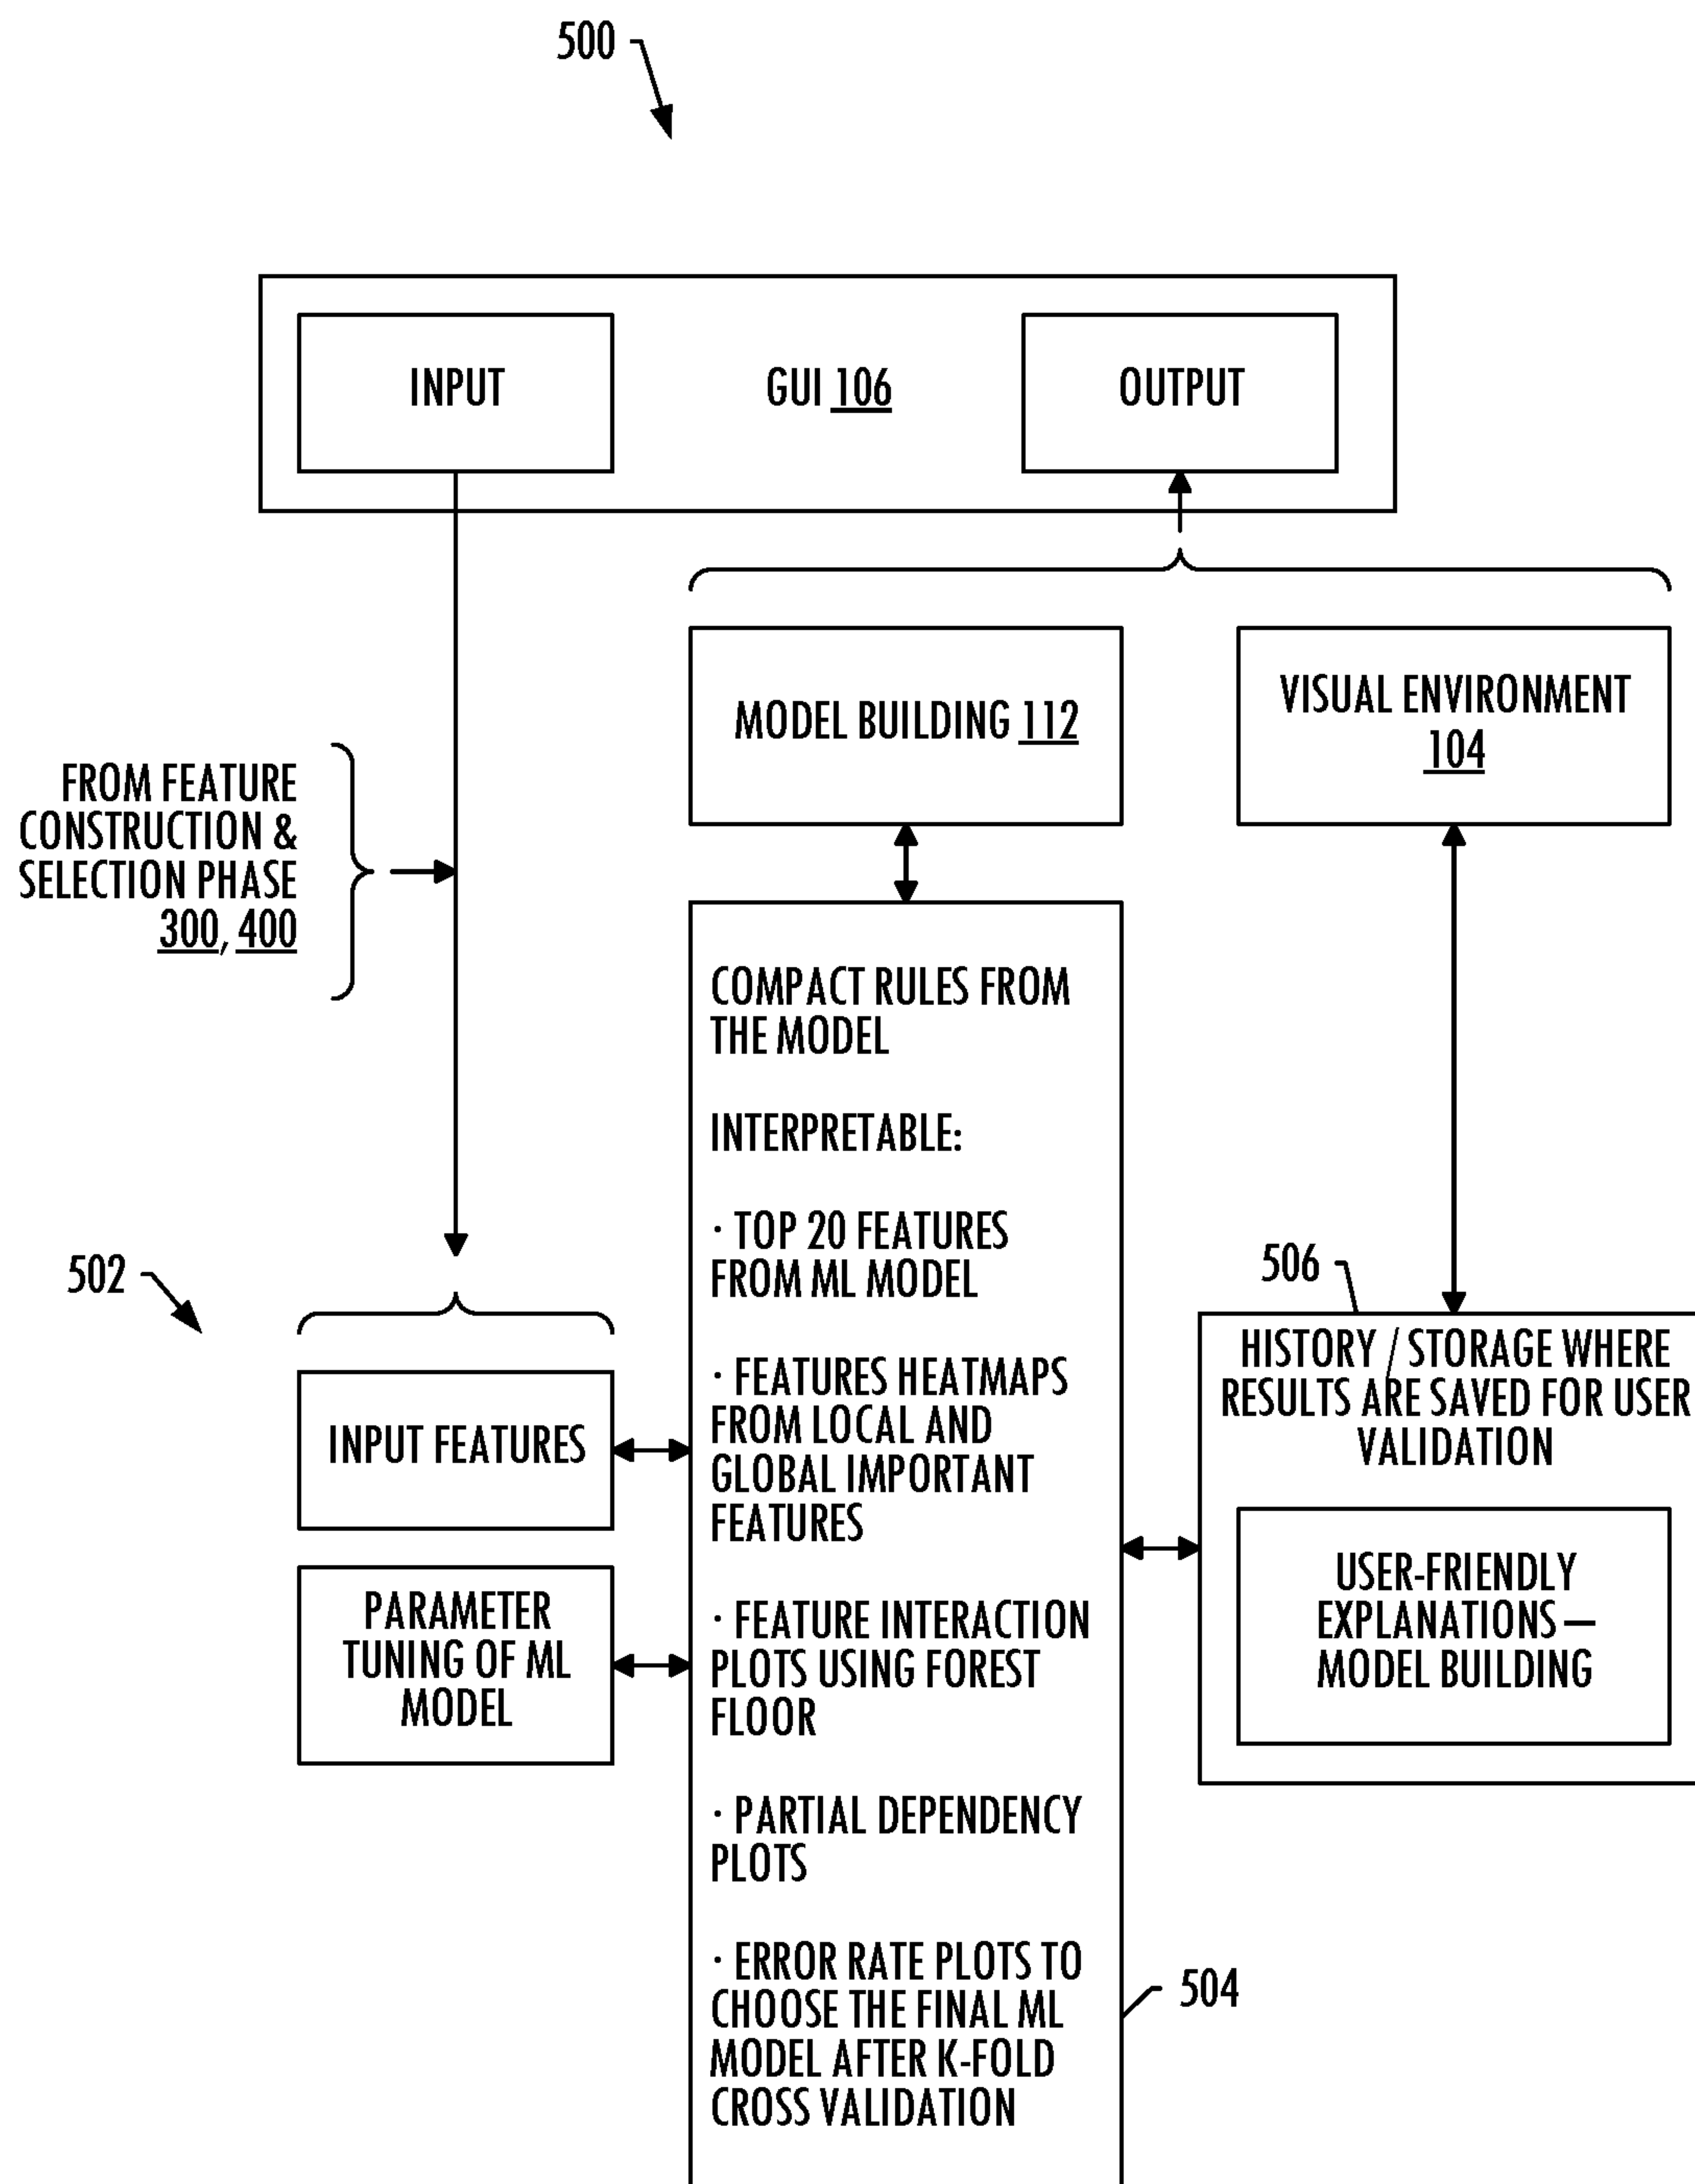 500
INPUT
GUI 106
OUTPUT
MODEL BUILDING 112
VISUAL ENVIRONMENT
104
FROM FEATURE
CONSTRUCTION &
SELECTION PHASE
300, 400
502
INPUT FEATURES
PARAMETER
TUNING OF ML
MODEL
COMPACT RULES FROM
THE MODEL
INTERPRETABLE:
· TOP 20 FEATURES
FROM ML MODEL
· FEATURES HEATMAPS
FROM LOCAL AND
GLOBAL IMPORTANT
FEATURES
· FEATURE INTERACTION
PLOTS USING FOREST
FLOOR
· PARTIAL DEPENDENCY
PLOTS
· ERROR RATE PLOTS TO
CHOOSE THE FINAL ML
MODEL AFTER K-FOLD
CROSS VALIDATION
504
506
HISTORY / STORAGE WHERE
RESULTS ARE SAVED FOR USER
VALIDATION
USER-FRIENDLY
EXPLANATIONS —
MODEL BUILDING